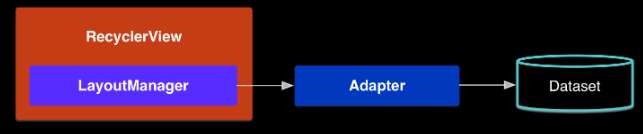 RecyclerView
LayoutManager
Adapter
Dataset